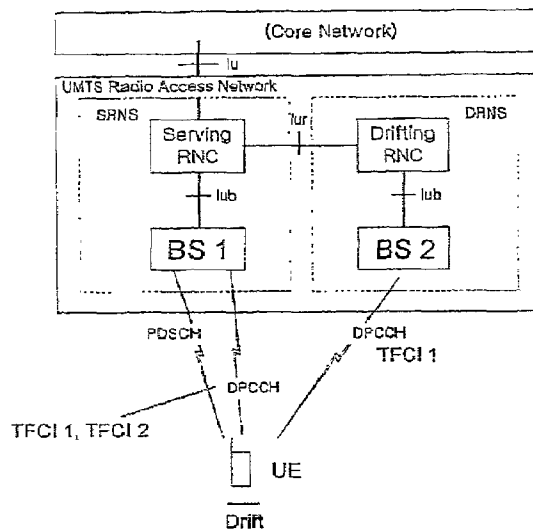 (Core Network)
Iu
UMTS Radio Access Network
SRNS
DRNS
Serving
RNC
Iur
Drifting
RNC
Iub
Iub
BS 1
BS 2
PDSCH
DPCCH
TFCI 1
DPCCH
TFCI 1, TFCI 2
UE
Drift